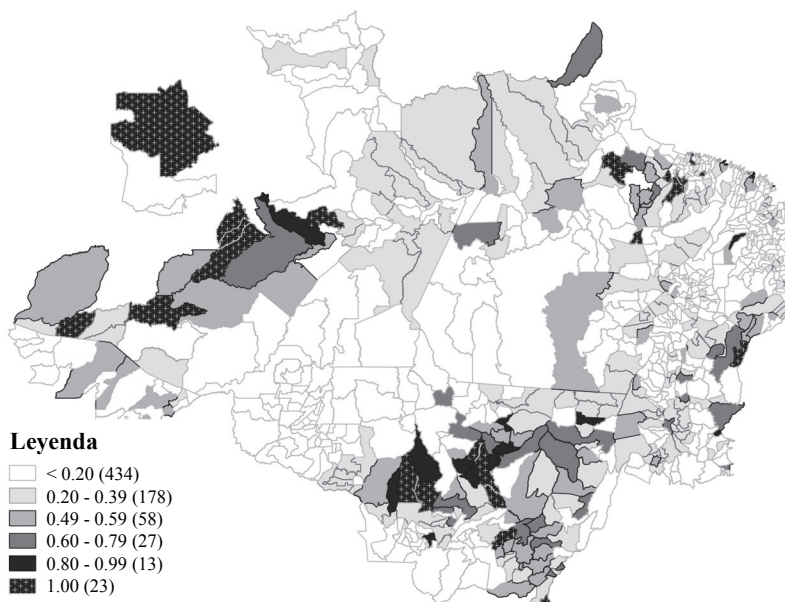 Leyenda
< 0.20 (434)
0.20 - 0.39 (178)
0.49 - 0.59 (58)
0.60 - 0.79 (27)
0.80 - 0.99 (13)
1.00 (23)